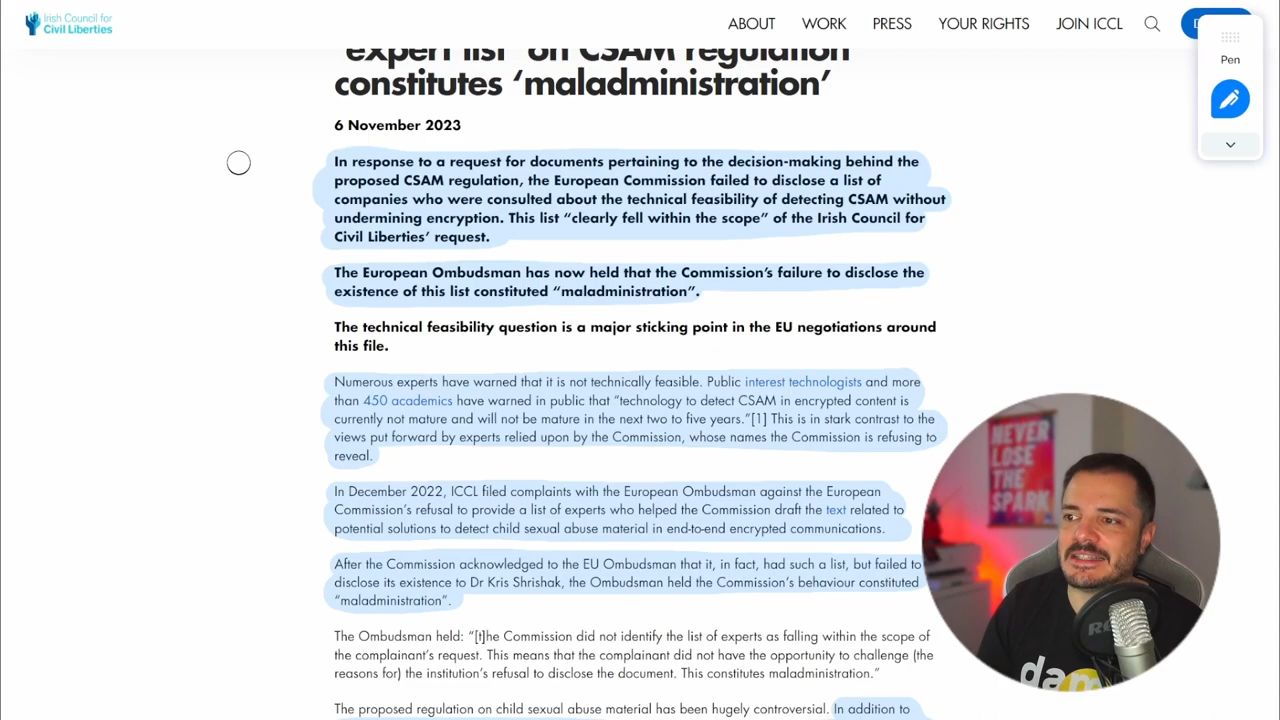 Irish Council for
Civil Liberties
ABOUT
WORK
PRESS
YOUR RIGHTS
JOIN ICCL
Pen
'expert list' on CSAM regulation
constitutes ‘maladministration’
6 November 2023
In response to a request for documents pertaining to the decision-making behind the
proposed CSAM regulation, the European Commission failed to disclose a list of
companies who were consulted about the technical feasibility of detecting CSAM without
undermining encryption. This list “clearly fell within the scope” of the Irish Council for
Civil Liberties’ request.
The European Ombudsman has now held that the Commission’s failure to disclose the
existence of this list constituted “maladministration”.
The technical feasibility question is a major sticking point in the EU negotiations around
this file.
Numerous experts have warned that it is not technically feasible. Public interest technologists and more
than 450 academics have warned in public that “technology to detect CSAM in encrypted content is
currently not mature and will not be mature in the next two to five years.”[1] This is in stark contrast to the
views put forward by experts relied upon by the Commission, whose names the Commission is refusing to
reveal.
In December 2022, ICCL filed complaints with the European Ombudsman against the European
Commission’s refusal to provide a list of experts who helped the Commission draft the text related to
potential solutions to detect child sexual abuse material in end-to-end encrypted communications.
After the Commission acknowledged to the EU Ombudsman that it, in fact, had such a list, but failed to
disclose its existence to Dr Kris Shrishak, the Ombudsman held the Commission’s behaviour constituted
“maladministration”.
The Ombudsman held: “[t]he Commission did not identify the list of experts as falling within the scope of
the complainant’s request. This means that the complainant did not have the opportunity to challenge (the
reasons for) the institution’s refusal to disclose the document. This constitutes maladministration.”
The proposed regulation on child sexual abuse material has been hugely controversial. In addition to
NEVER
LOSE
THE
SPARK